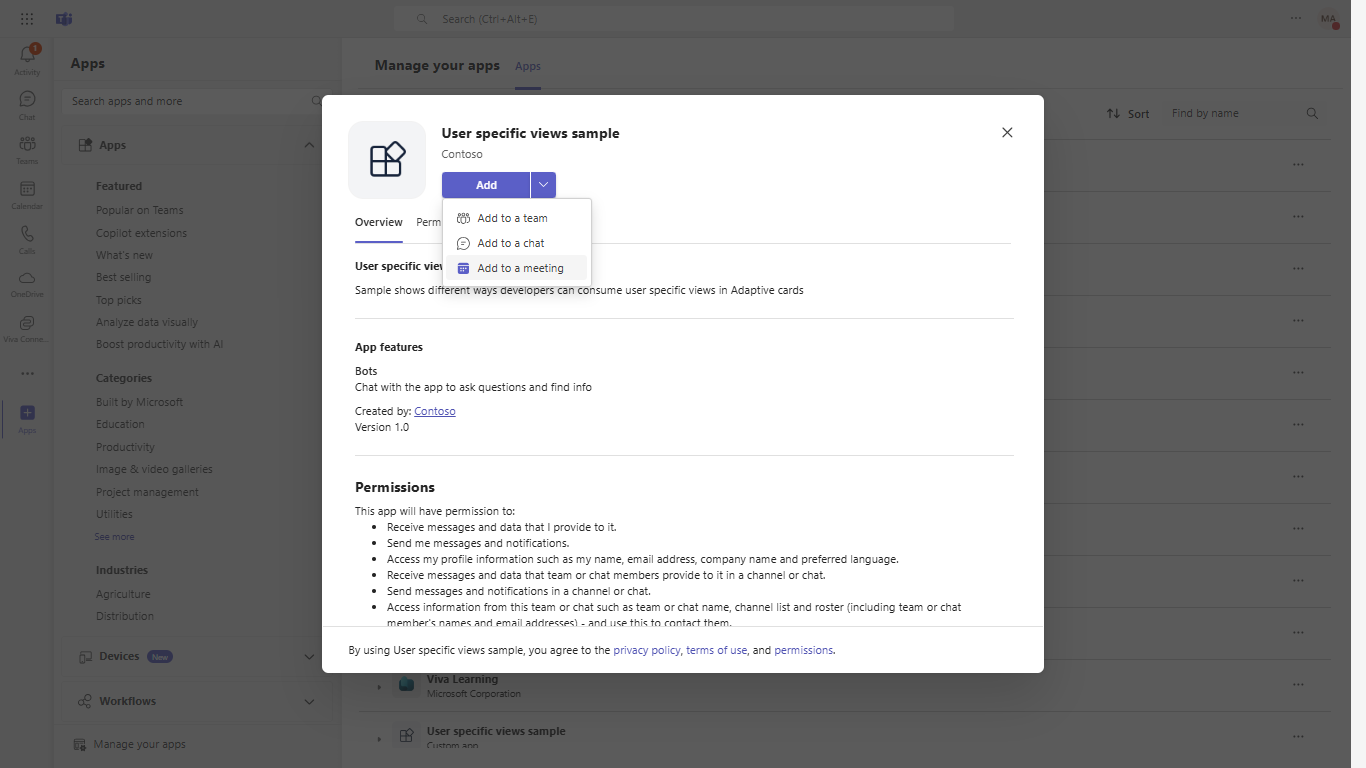 Search (Ctrl+Alt+E)
MA
1
Activity
Chat
Teams
Calendar
Calls
OneDrive
Viva Conne...
Apps
Apps
Search apps and more
Apps
Featured
Popular on Teams
Copilot extensions
What's new
Best selling
Top picks
Analyze data visually
Boost productivity with AI
Categories
Built by Microsoft
Education
Productivity
Image & video galleries
Project management
Utilities
See more
Industries
Agriculture
Distribution
Devices New
Workflows
Manage your apps
Manage your apps Apps
Sort Find by name
User specific views sample
Contoso
Add
Add to a team
Add to a chat
Add to a meeting
Overview Perm
User specific view
Sample shows different ways developers can consume user specific views in Adaptive cards
App features
Bots
Chat with the app to ask questions and find info
Created by: Contoso
Version 1.0
Permissions
This app will have permission to:
• Receive messages and data that I provide to it.
• Send me messages and notifications.
• Access my profile information such as my name, email address, company name and preferred language.
• Receive messages and data that team or chat members provide to it in a channel or chat.
• Send messages and notifications in a channel or chat.
• Access information from this team or chat such as team or chat name, channel list and roster (including team or chat
member's names and email addresses) - and use this to contact them.
By using User specific views sample, you agree to the privacy policy, terms of use, and permissions.
Viva Learning
Microsoft Corporation
User specific views sample
Custom app